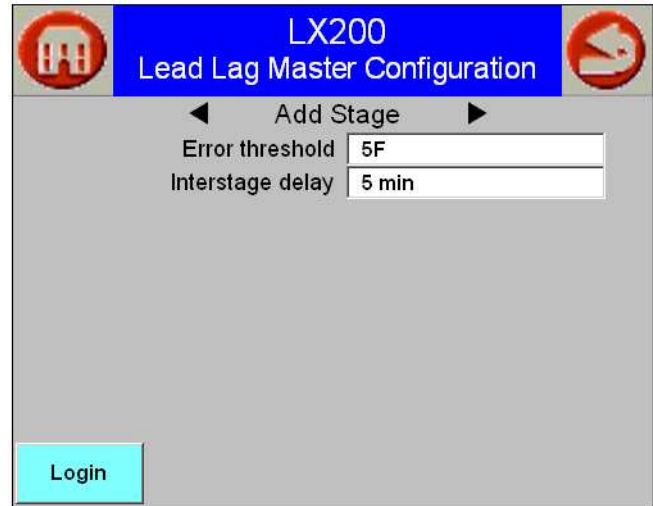 LX200
Lead Lag Master Configuration
Add Stage
Error threshold 5F
Interstage delay 5 min
Login